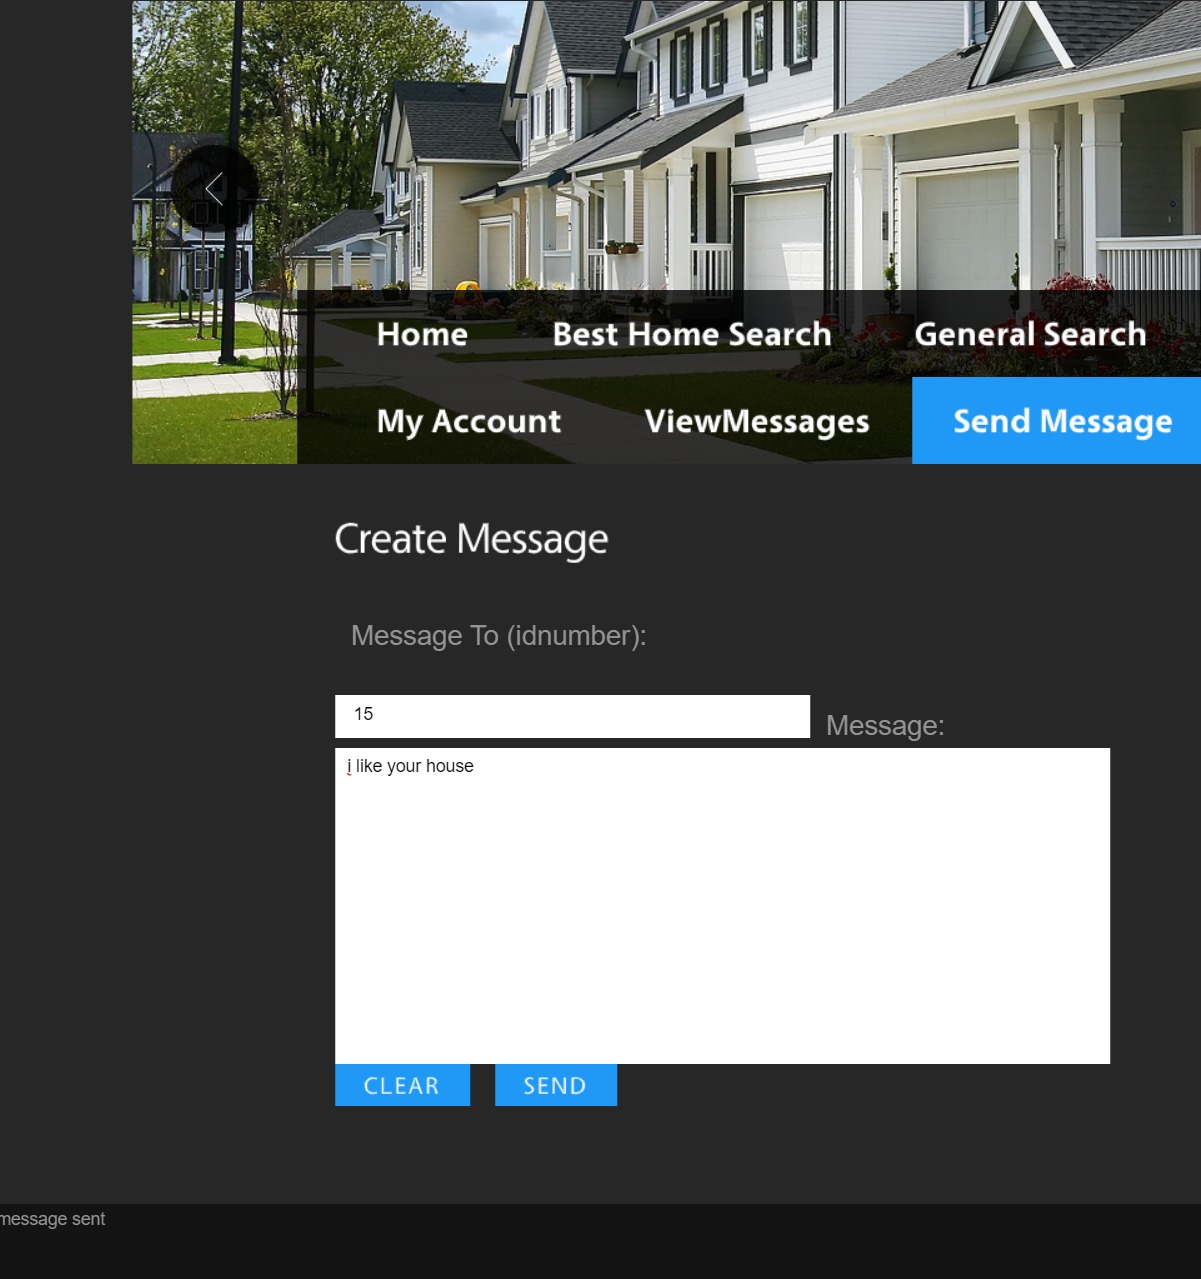 Home Best Home Search General Search
My Account ViewMessages Send Message
Create Message
Message To (idnumber):
15
Message:
i like your house
CLEAR SEND
message sent